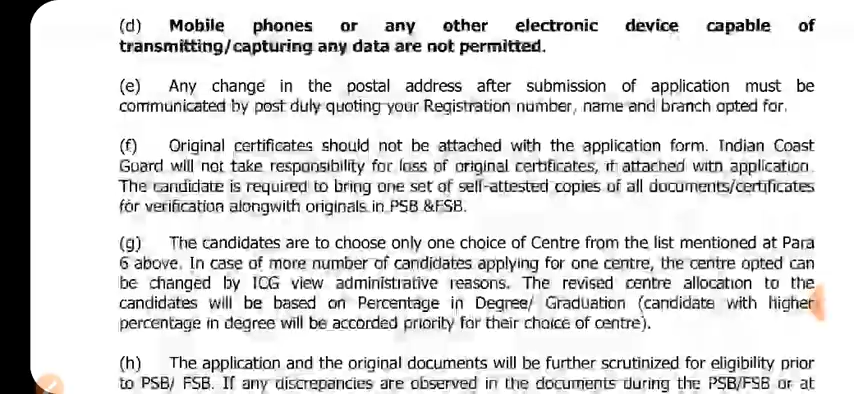 (d) Mobile phones or any other electronic device capable of
transmitting/capturing any data are not permitted.
(e) Any change in the postal address after submission of application must be
communicated by post duly quoting your Registration number, name and branch opted for.
(f) Original certificates should not be attached with the application form. Indian Coast
Guard will not take responsibility for loss of original certificates, if attached with application.
The candidate is required to bring one set of self-attested copies of all documents/certificates
for verification alongwith originals in PSB &FSB.
(g) The candidates are to choose only one choice of Centre from the list mentioned at Para
6 above. In case of more number of candidates applying for one centre, the centre opted can
be changed by ICG view administrative reasons. The revised centre allocation to the
candidates will be based on Percentage in Degree/ Graduation (candidate with higher
percentage in degree will be accorded priority for their choice of centre).
(h) The application and the original documents will be further scrutinized for eligibility prior
to PSB/ FSB. If any discrepancies are observed in the documents during the PSB/FSB or at